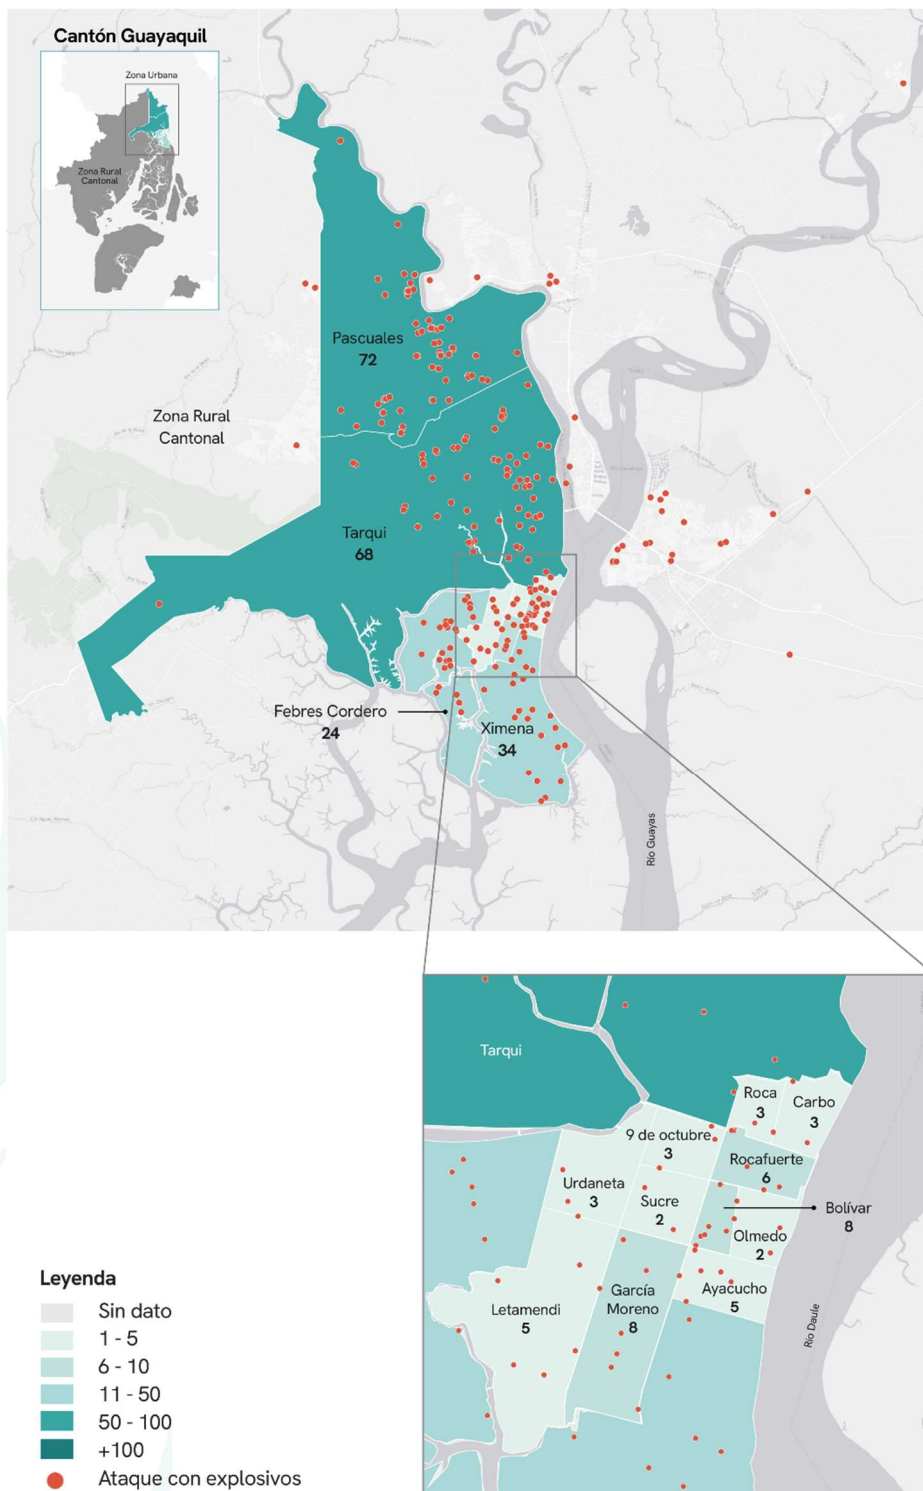 Cantón Guayaquil
Zona Urbana
Zona Rural
Cantonal
Pascuales
72
Zona Rural
Cantonal
Tarqui
68
Febres Cordero
24
Ximena
34
Río Guayas
Tarqui
Roca
3
Carbo
3
9 de octubre
3
Rocafuerte
6
Urdaneta
3
Sucre
2
Bolívar
8
Olmedo
2
García
Moreno
8
Ayacucho
5
Letamendi
5
Río Daule
Leyenda
Sin dato
1 - 5
6 - 10
11 - 50
50 - 100
+100
Ataque con explosivos